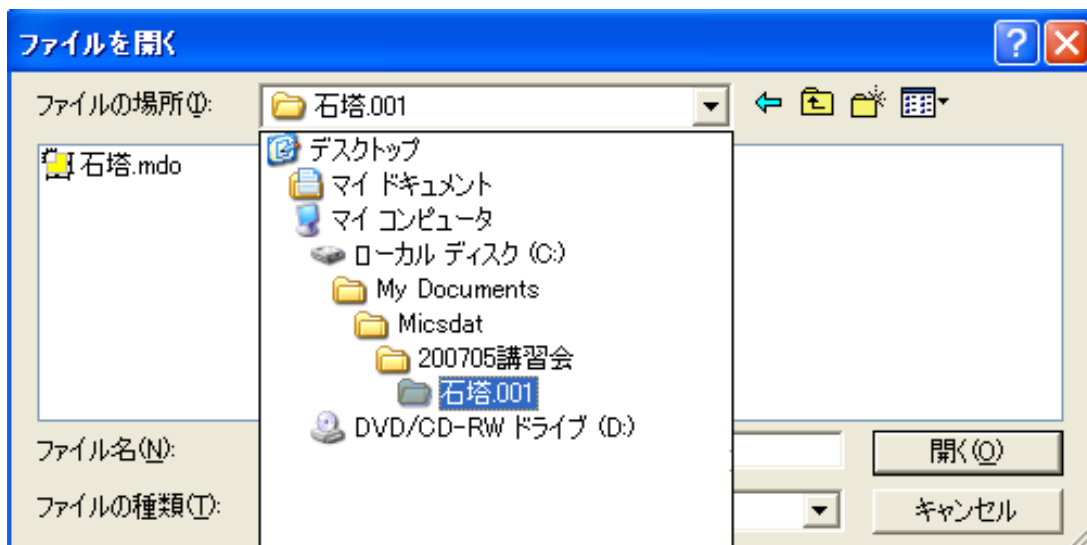 ファイルを開く
ファイルの場所(I):
石塔.001
石塔.mdo
デスクトップ
マイ ドキュメント
マイ コンピュータ
ローカル ディスク (C:)
My Documents
Micsdat
200705講習会
石塔.001
DVD/CD-RW ドライブ (D:)
ファイル名(N):
開く(O)
ファイルの種類(T):
キャンセル